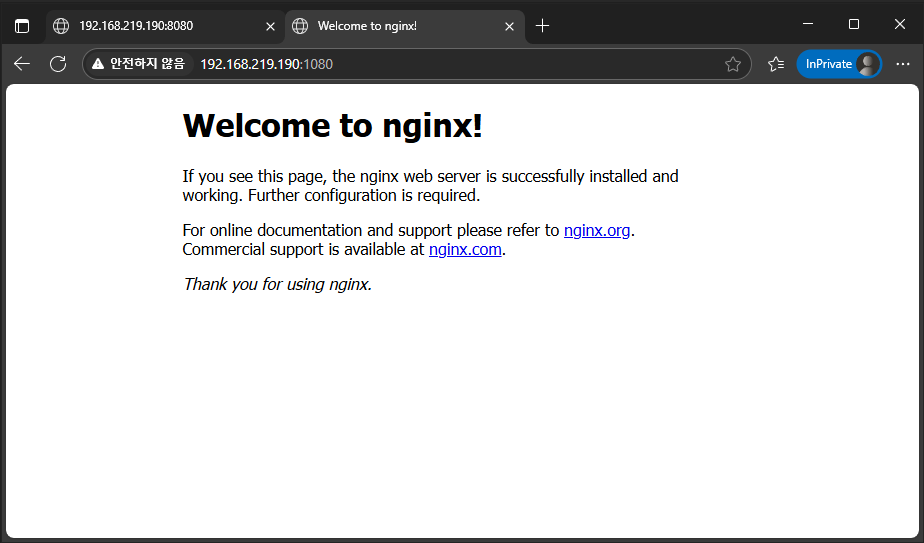 192.168.219.190:8080
Welcome to nginx!
안전하지 않음
192.168.219.190:1080
InPrivate
Welcome to nginx!
If you see this page, the nginx web server is successfully installed and
working. Further configuration is required.
For online documentation and support please refer to nginx.org.
Commercial support is available at nginx.com.
Thank you for using nginx.